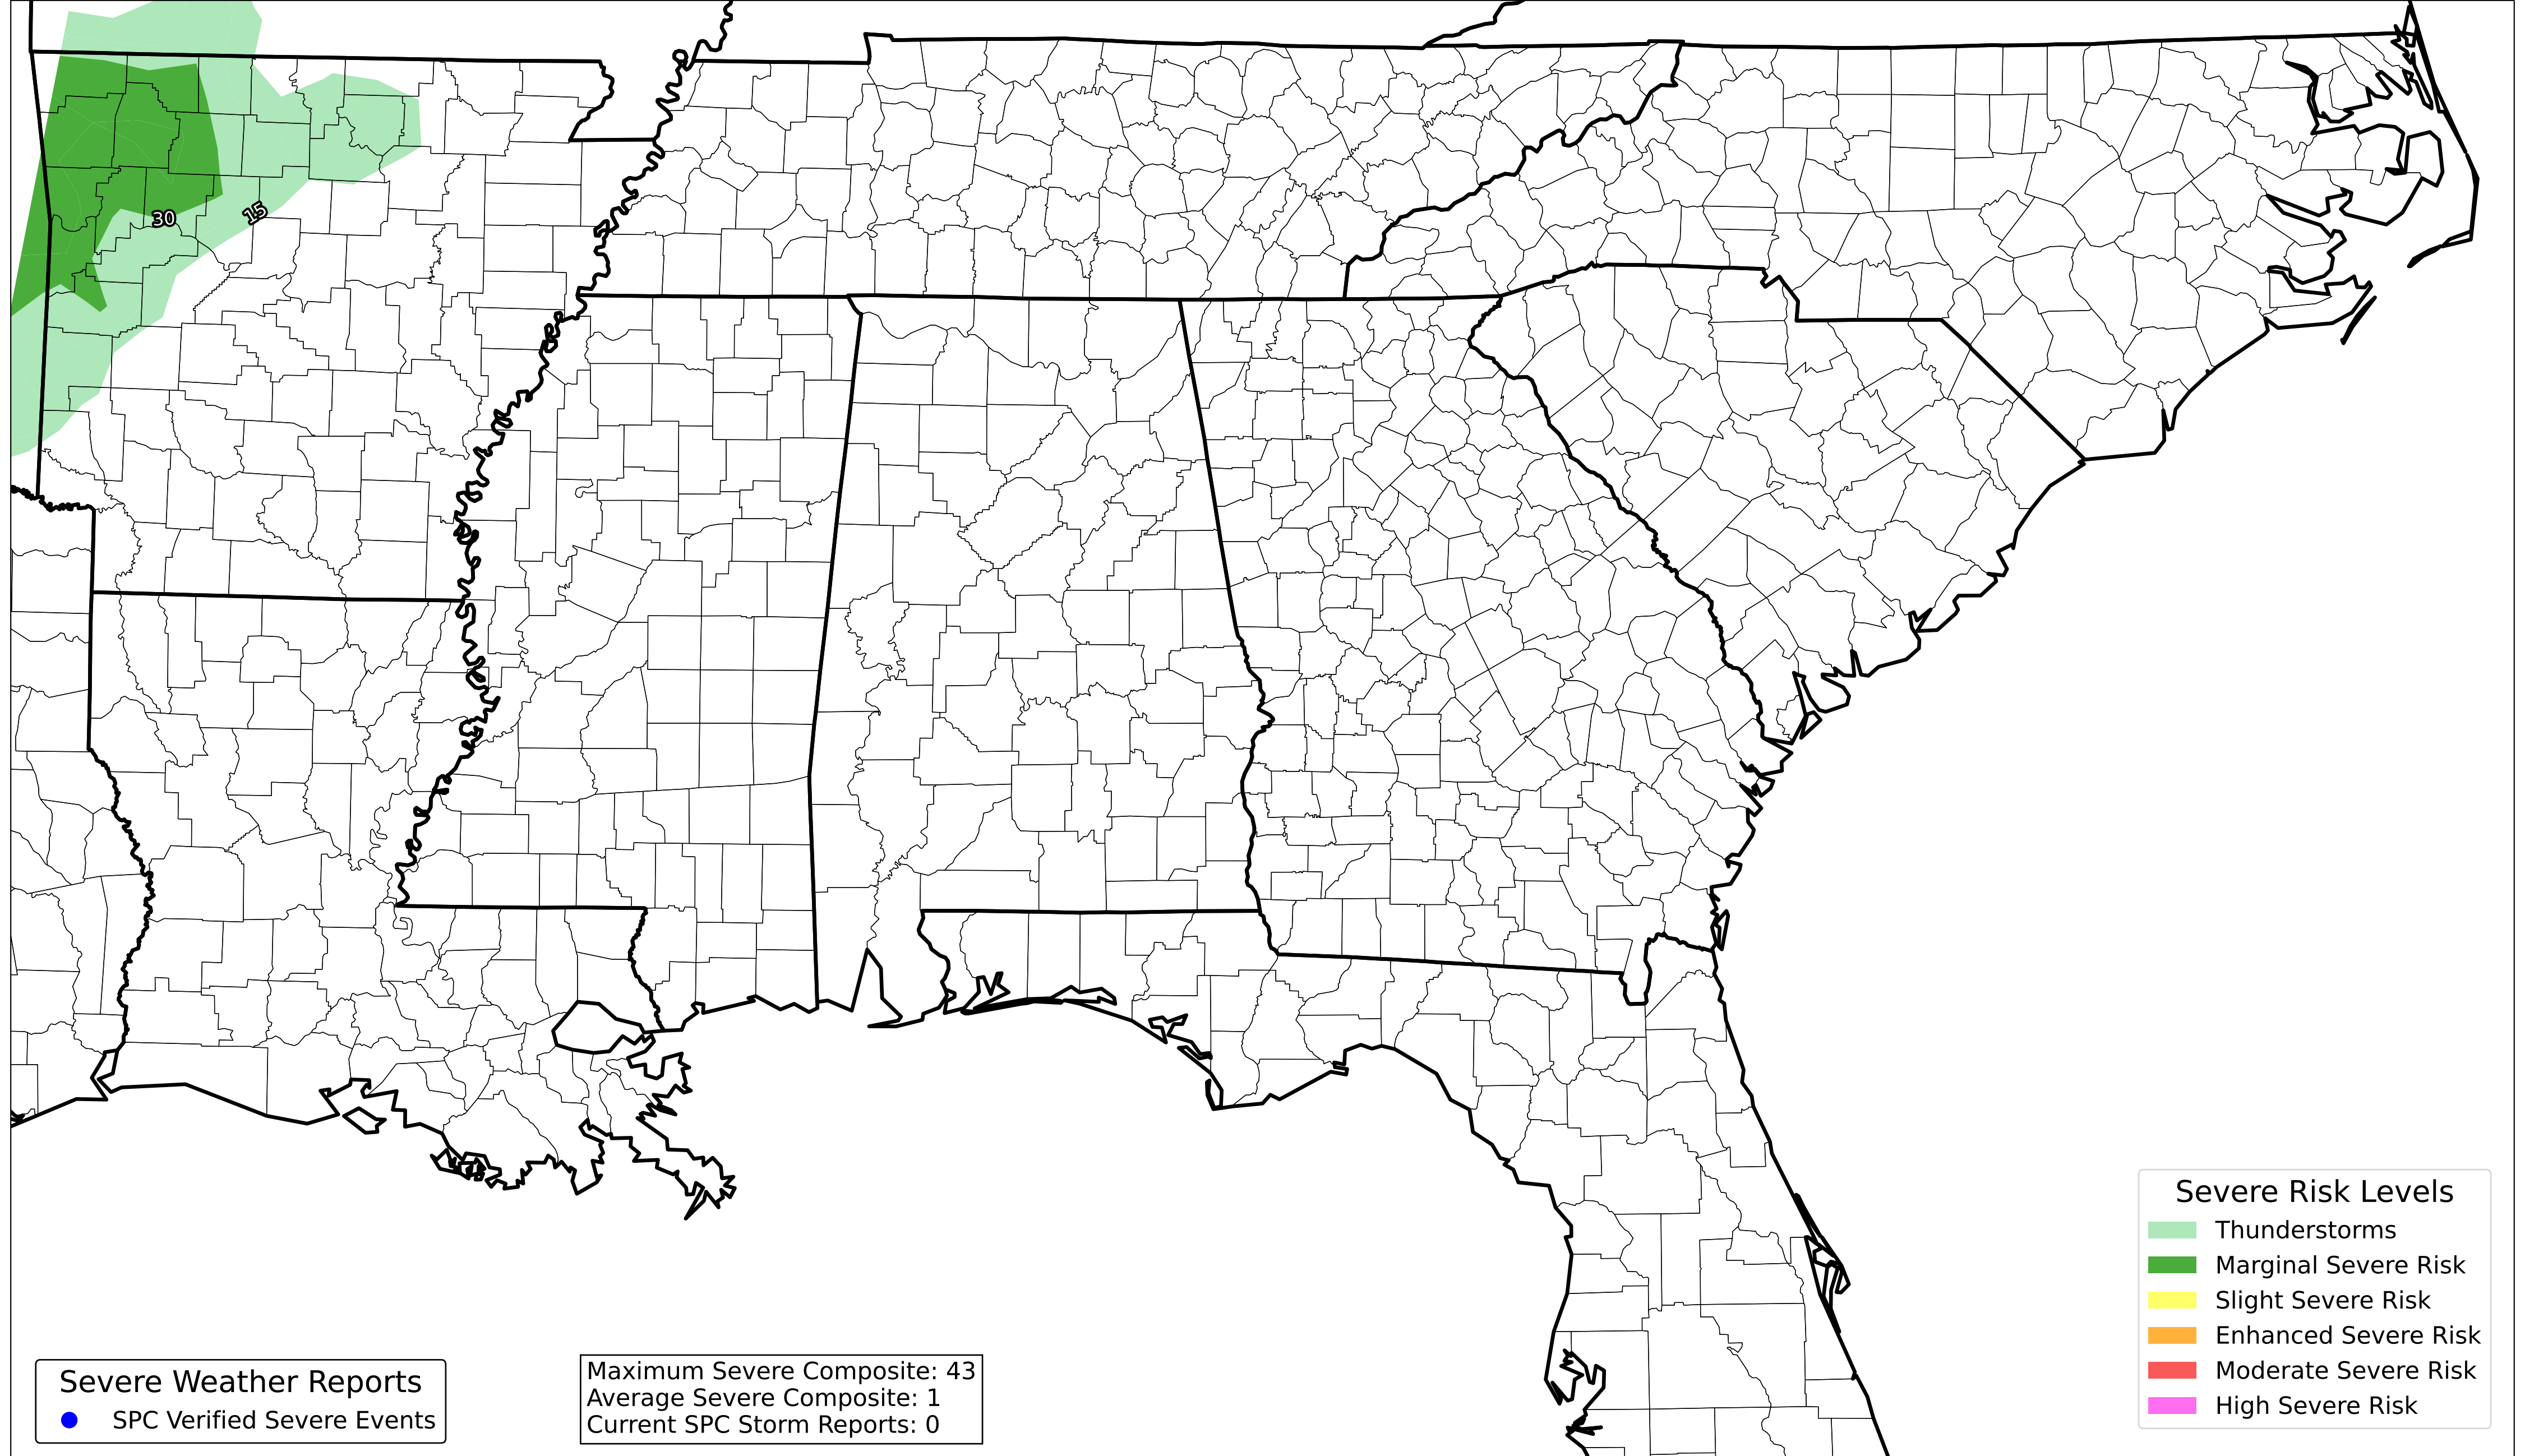 30
15
Severe Risk Levels
Thunderstorms
Marginal Severe Risk
Slight Severe Risk
Enhanced Severe Risk
Moderate Severe Risk
High Severe Risk
Severe Weather Reports
SPC Verified Severe Events
Maximum Severe Composite: 43
Average Severe Composite: 1
Current SPC Storm Reports: 0